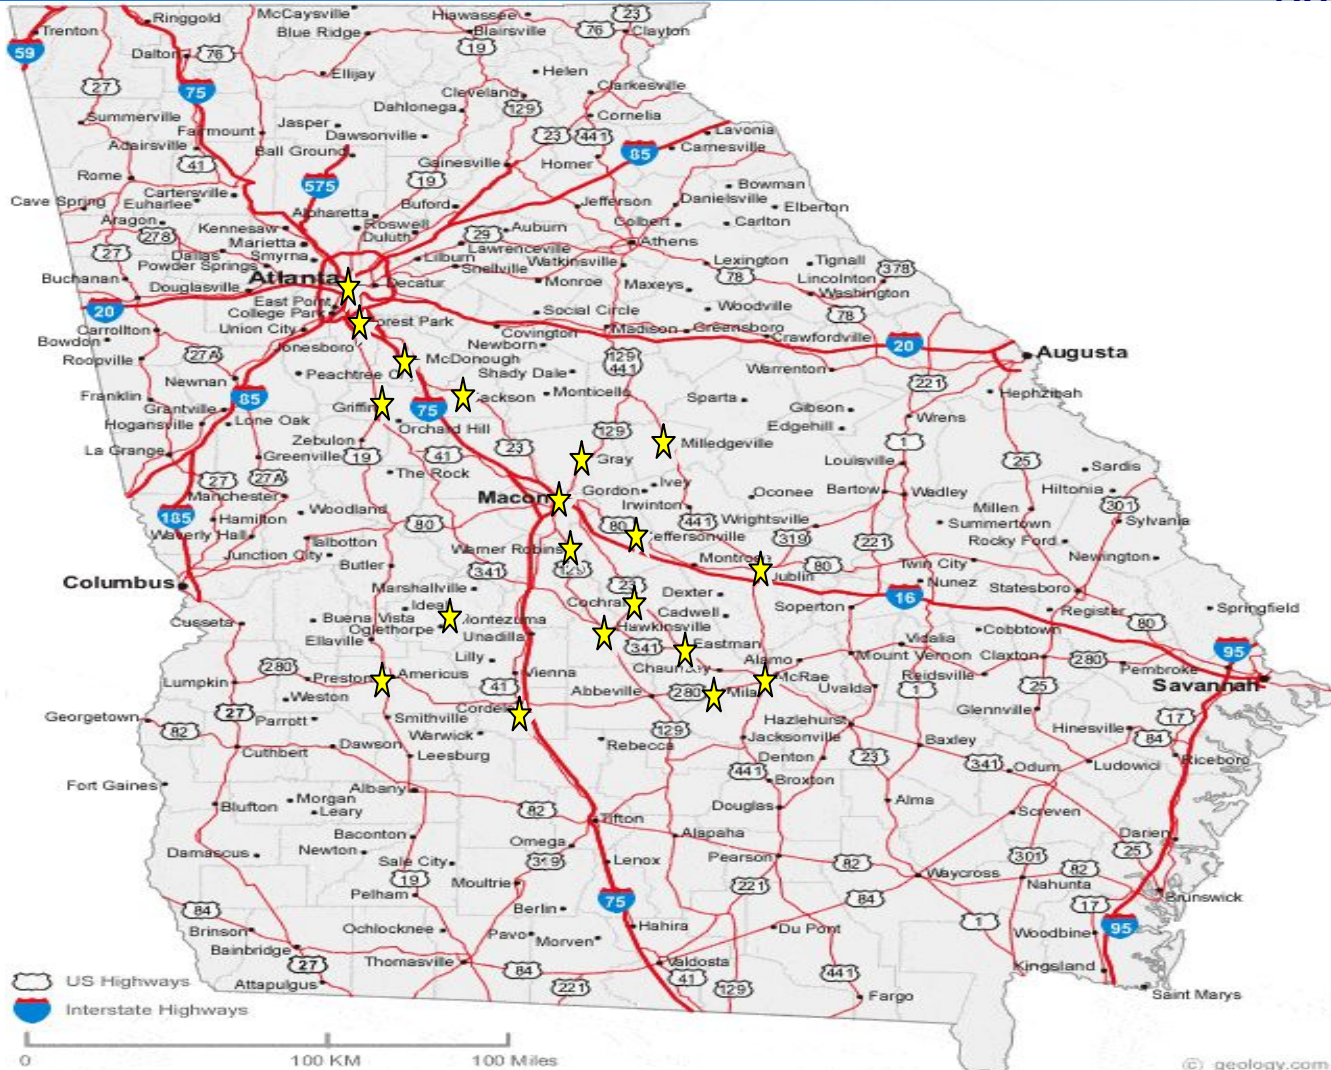 McCaysville
Hiawassee
23
Ringgold
Trenton
Blue Ridge
Blairsville
76
Clayton
59
Dalton
76
19
Ellijay
Helen
27
75
Cleveland
Clarkesville
Dahlonega
129
Summerville
Jasper
Cornelia
Fairmount
Dawsonville
23
441
Lavonia
Adairsville
Ball Ground
85
Carnesville
41
Gainesville
Homer
Rome
575
19
Bowman
Cave Spring
Cartersville
Euharlee
Buford
Jefferson
Danielsville
Elberton
Aragon
Alpharetta
Colbert
Carlton
278
Kennesaw
Roswell
Duluth
29
Auburn
Marietta
Lawrenceville
Athens
27
Dallas
Smyrna
Lilburn
Watkinsville
Lexington
Tignall
378
Buchanan
Powder Springs
Snellville
78
Lincolnton
Atlanta
Decatur
Monroe
Maxeys
Washington
Douglasville
20
East Point
Woodville
College Park
Social Circle
78
Carrollton
Union City
orest Park
Covington
Madison
Greensboro
Crawfordville
Bowdon
Jonesboro
Newborn
20
Augusta
Roopville
27A
McDonough
129
441
Newnan
Peachtree C
Shady Dale
Warrenton
221
Franklin
85
Griffin
75
ackson
Monticello
Sparta
Hephzibah
Grantville
Gibson
Hogansville
Lone Oak
Orchard Hill
129
Edgehill
Wrens
Zebulon
Milledgeville
1
La Grange
Greenville
19
41
23
Gray
Louisville
25
27
27A
The Rock
Sardis
Manchester
Macon
Gordon
Ivey
Oconee
Bartow
Wadley
Hiltonia
185
Hamilton
Woodland
Irwinton
Millen
301
Waverly Hall
80
80
441
Wrightsville
Summertown
Sylvania
Talbotton
effersonville
319
221
Rocky Ford
Junction City
Warner Robins
Montrose
80
Newington
Butler
341
129
Dublin
Twin City
Columbus
Marshallville
23
Dexter
16
Nunez
Statesboro
Ideal
Cochran
Cadwell
Soperton
Register
Springfield
Cusseta
Buena Vista
Oglethorpe
ontezuma
Hawkinsville
80
Ellaville
Unadilla
341
Eastman
Vidalia
Cobbtown
95
280
Lilly
Chauncey
Alamo
Mount Vernon
Claxton
280
Pembroke
Lumpkin
Preston
Americus
Vienna
McRae
Reidsville
Savannah
Weston
41
Abbeville
280
Milan
Uvalda
1
25
Georgetown
27
Parrott
Smithville
Cordele
Glennville
17
82
Warwick
129
Hazlehurst
Hinesville
84
Cuthbert
Dawson
Leesburg
Rebecca
Jacksonville
Baxley
Riceboro
Denton
23
341
Odum
Ludowici
Fort Gaines
Albany
441
Broxton
Blufton
Morgan
82
Douglas
Alma
Leary
Tifton
Screven
Baconton
Alapaha
Darien
Omega
25
Damascus
Newton
Sale City
319
Lenox
Pearson
82
301
82
19
Moultrie
221
Waycross
Nahunta
Pelham
75
84
17
Brunswick
84
Berlin
1
95
Brinson
Ochlocknee
Pavo
Morven
Hahira
Du Pont
Woodbine
Bainbridge
27
Thomasville
84
Valdosta
Kingsland
US Highways
Attapulgus
221
41
129
441
Fargo
Saint Marys
Interstate Highways
0
100 KM
100 Miles
© geology.com